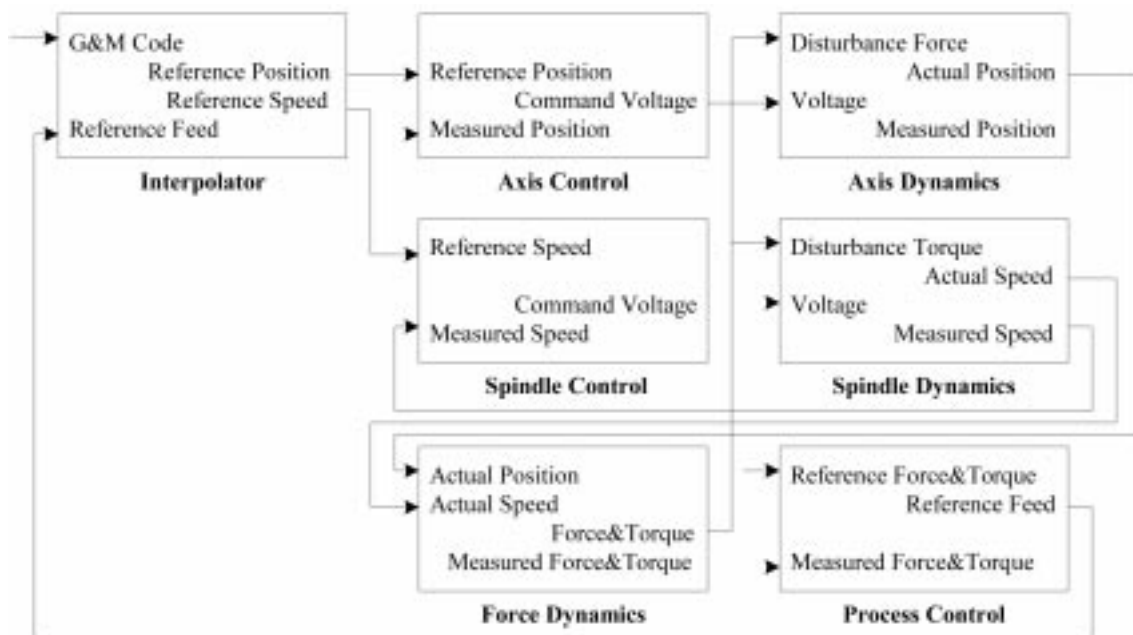 G&M Code
Reference Position
Reference Speed
Reference Feed
Interpolator
Reference Position
Command Voltage
Measured Position
Axis Control
Disturbance Force
Actual Position
Voltage
Measured Position
Axis Dynamics
Reference Speed
Command Voltage
Measured Speed
Spindle Control
Disturbance Torque
Actual Speed
Voltage
Measured Speed
Spindle Dynamics
Actual Position
Actual Speed
Force&Torque
Measured Force&Torque
Force Dynamics
Reference Force&Torque
Reference Feed
Measured Force&Torque
Process Control